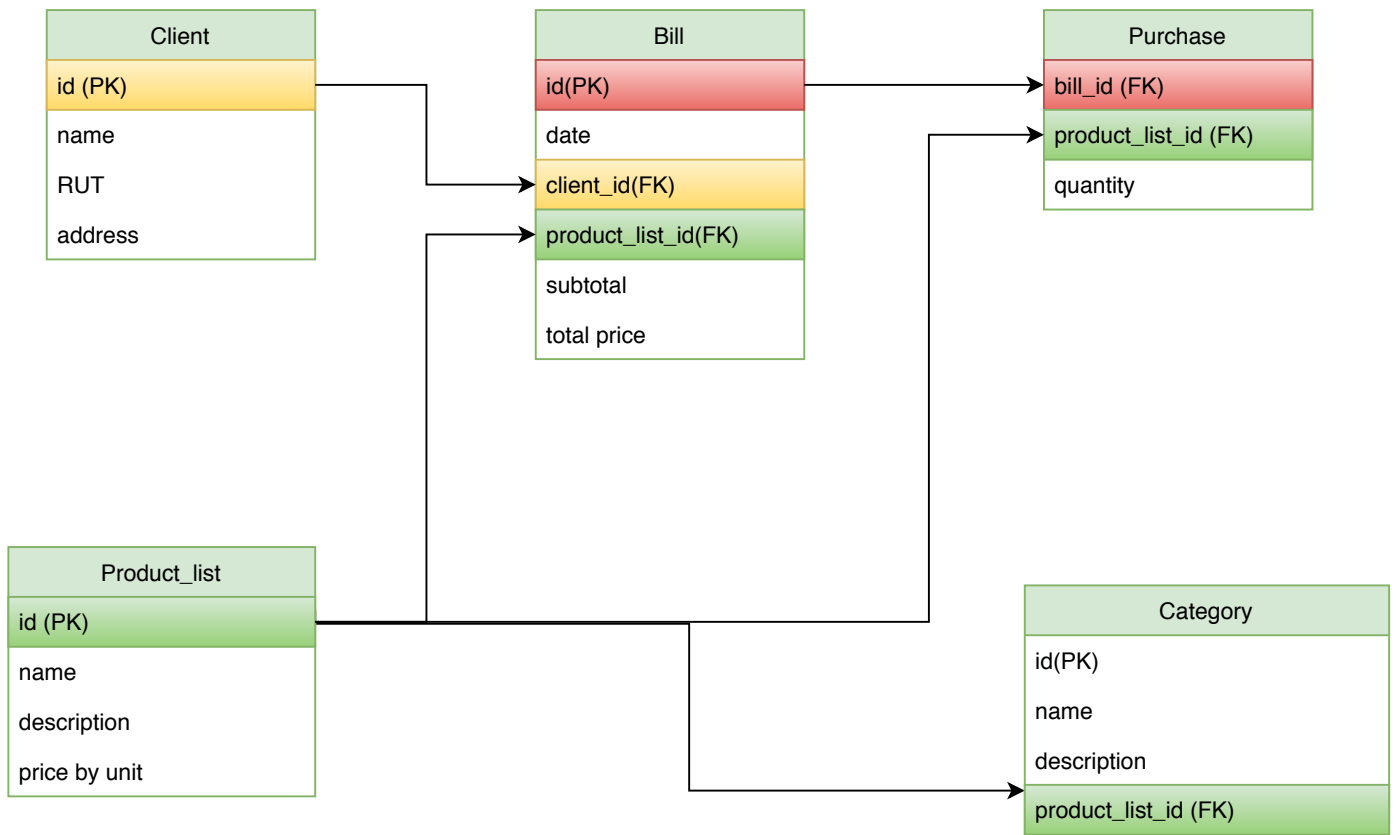 Client
id (PK)
name
RUT
address
Bill
id(PK)
date
client_id(FK)
product_list_id(FK)
subtotal
total price
Purchase
bill_id (FK)
product_list_id (FK)
quantity
Product_list
id (PK)
name
description
price by unit
Category
id(PK)
name
description
product_list_id (FK)